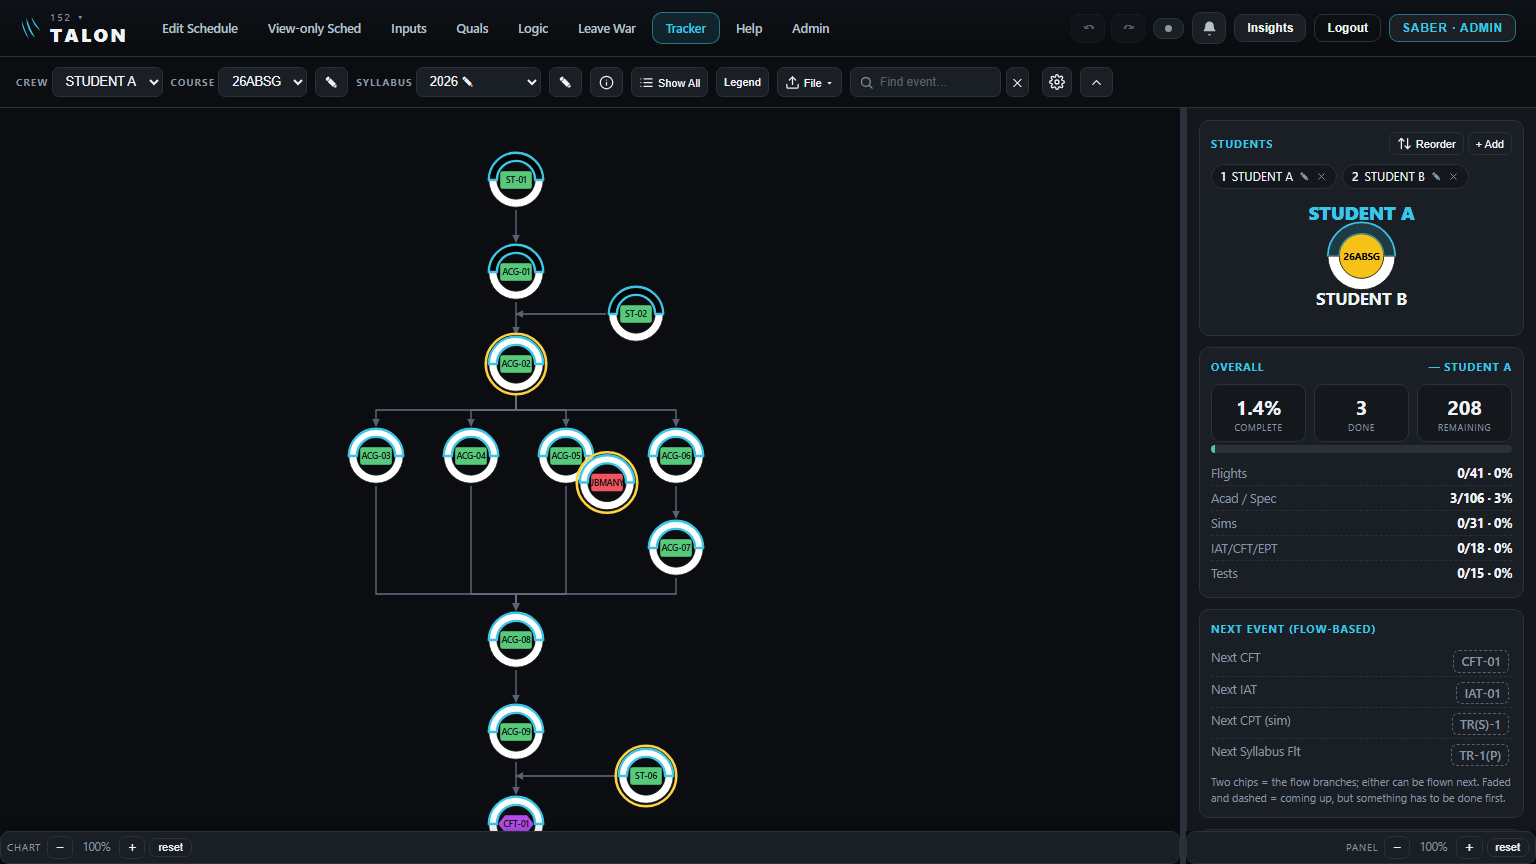 152
TALON
Edit Schedule
View-only Sched
Inputs
Quals
Logic
Leave War
Tracker
Help
Admin
Insights
Logout
SABER · ADMIN
CREW
STUDENT A
COURSE
26ABSG
SYLLABUS
2026
Show All
Legend
File
Find event...
ST-01
ACG-01
ST-02
ACG-02
ACG-03
ACG-04
ACG-05
ACG-06
JBMANY
ACG-07
ACG-08
ACG-09
ST-06
CFT-01
STUDENTS
Reorder
+ Add
1 STUDENT A
2 STUDENT B
STUDENT A
26ABSG
STUDENT B
OVERALL
— STUDENT A
1.4%
COMPLETE
3
DONE
208
REMAINING
Flights 0/41 · 0%
Acad / Spec 3/106 · 3%
Sims 0/31 · 0%
IAT/CFT/EPT 0/18 · 0%
Tests 0/15 · 0%
NEXT EVENT (FLOW-BASED)
Next CFT CFT-01
Next IAT IAT-01
Next CPT (sim) TR(S)-1
Next Syllabus Flt TR-1(P)
Two chips = the flow branches; either can be flown next. Faded
and dashed = coming up, but something has to be done first.
CHART − 100% + reset
PANEL − 100% + reset